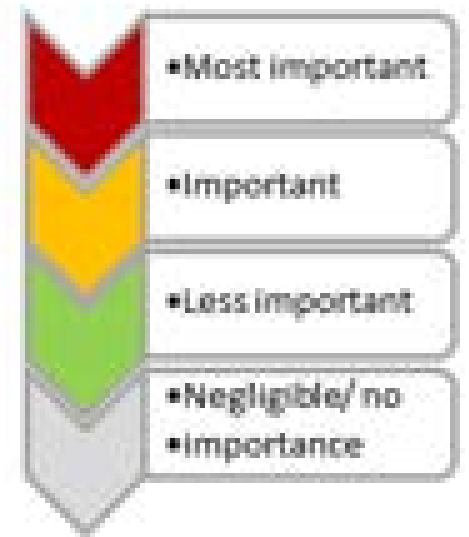 •Most important
•Important
•Less important
•Negligible/ no
•importance